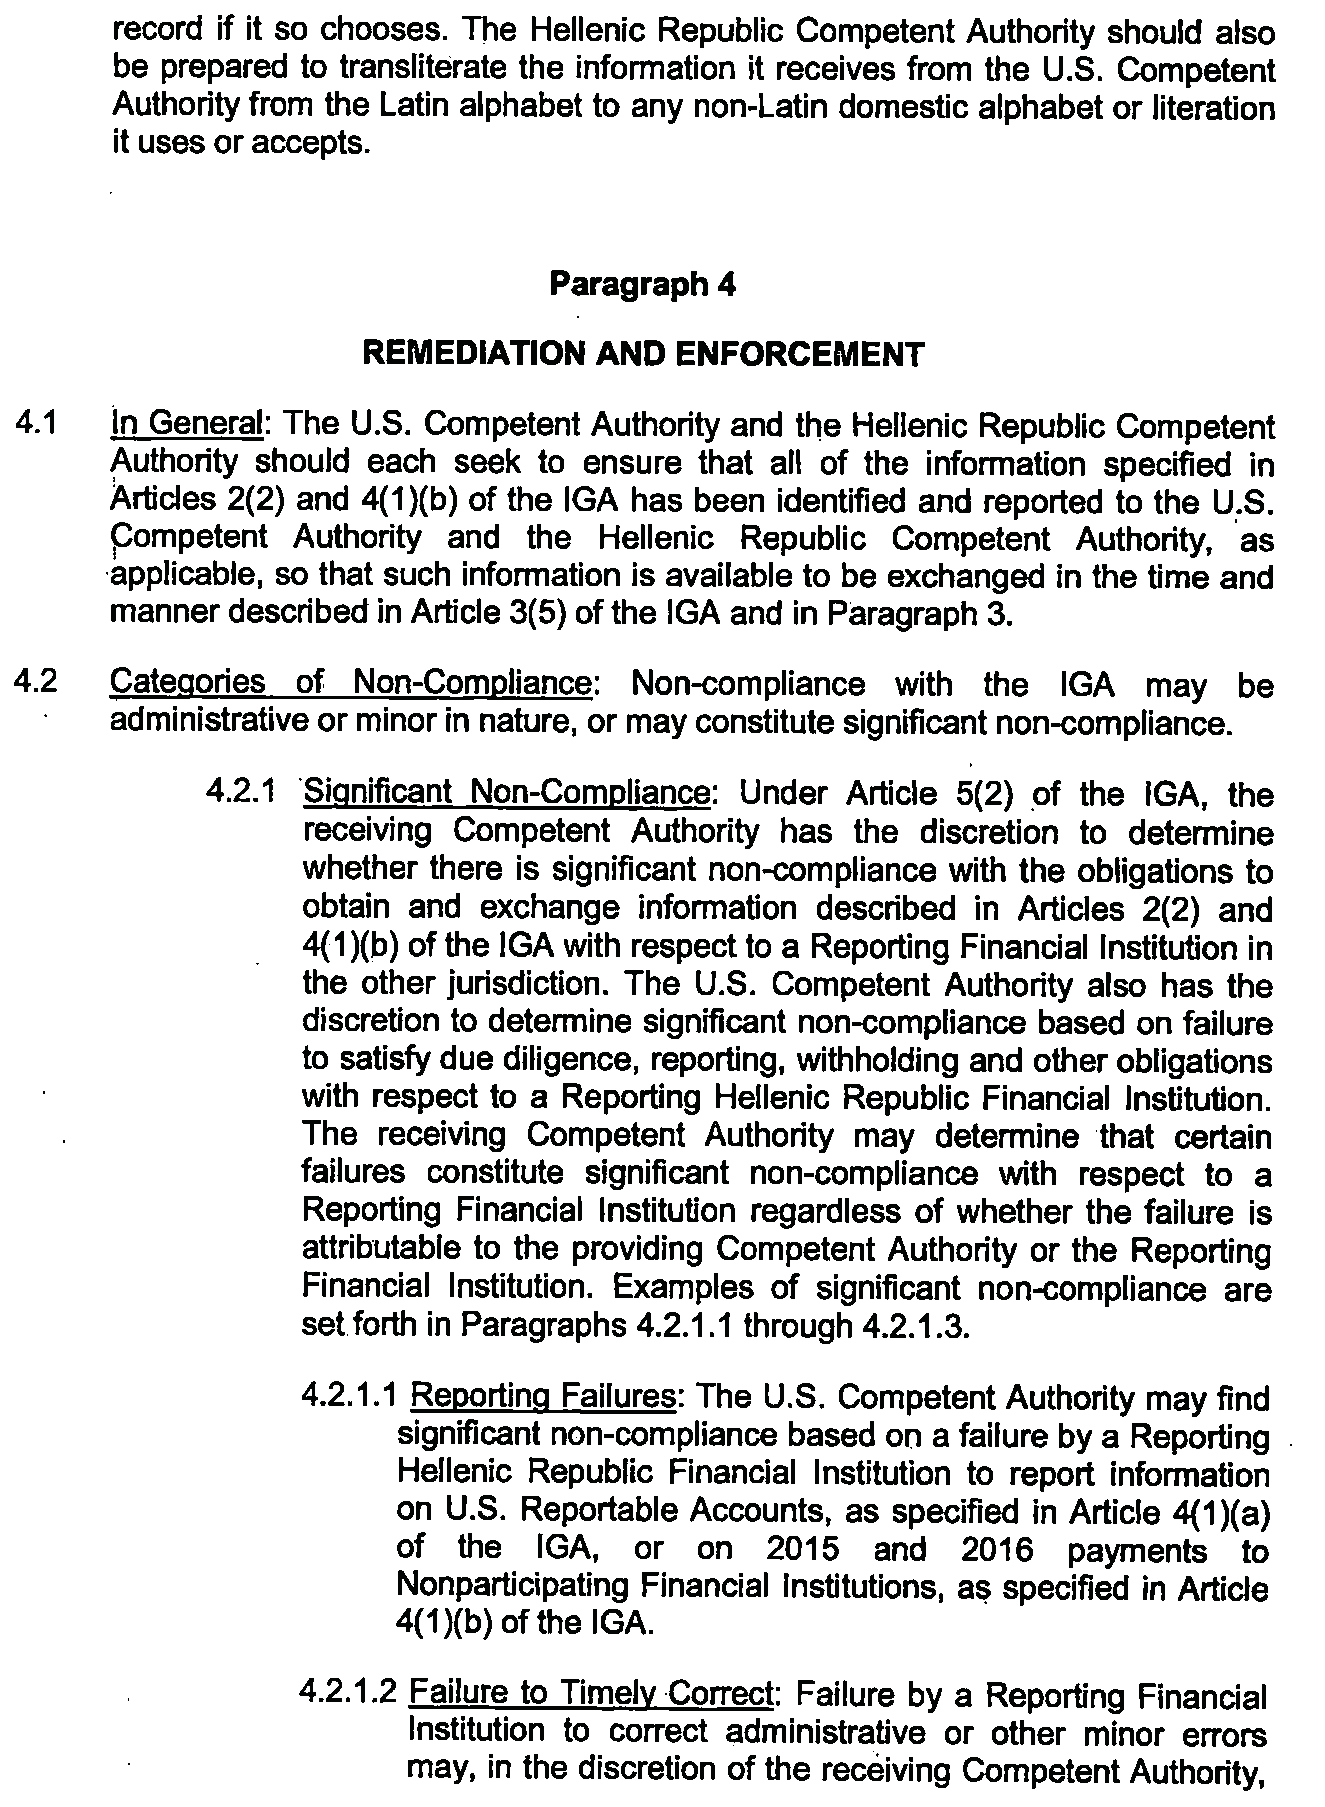 record if it so chooses. The Hellenic Republic Competent Authority should also
be prepared to transliterate the information it receives from the U.S. Competent
Authority from the Latin alphabet to any non-Latin domestic alphabet or literation
it uses or accepts.
Paragraph 4
REMEDIATION AND ENFORCEMENT
4.1 In General: The U.S. Competent Authority and the Hellenic Republic Competent
Authority should each seek to ensure that all of the information specified in
Articles 2(2) and 4(1)(b) of the IGA has been identified and reported to the U.S.
Competent Authority and the Hellenic Republic Competent Authority, as
applicable, so that such information is available to be exchanged in the time and
manner described in Article 3(5) of the IGA and in Paragraph 3.
4.2 Categories of Non-Compliance: Non-compliance with the IGA may be
administrative or minor in nature, or may constitute significant non-compliance.
4.2.1 Significant Non-Compliance: Under Article 5(2) of the IGA, the
receiving Competent Authority has the discretion to determine
whether there is significant non-compliance with the obligations to
obtain and exchange information described in Articles 2(2) and
4(1)(b) of the IGA with respect to a Reporting Financial Institution in
the other jurisdiction. The U.S. Competent Authority also has the
discretion to determine significant non-compliance based on failure
to satisfy due diligence, reporting, withholding and other obligations
with respect to a Reporting Hellenic Republic Financial Institution.
The receiving Competent Authority may determine that certain
failures constitute significant non-compliance with respect to a
Reporting Financial Institution regardless of whether the failure is
attributable to the providing Competent Authority or the Reporting
Financial Institution. Examples of significant non-compliance are
set forth in Paragraphs 4.2.1.1 through 4.2.1.3.
4.2.1.1 Reporting Failures: The U.S. Competent Authority may find
significant non-compliance based on a failure by a Reporting
Hellenic Republic Financial Institution to report information
on U.S. Reportable Accounts, as specified in Article 4(1)(a)
of the IGA, or on 2015 and 2016 payments to
Nonparticipating Financial Institutions, as specified in Article
4(1)(b) of the IGA.
4.2.1.2 Failure to Timely Correct: Failure by a Reporting Financial
Institution to correct administrative or other minor errors
may, in the discretion of the receiving Competent Authority,